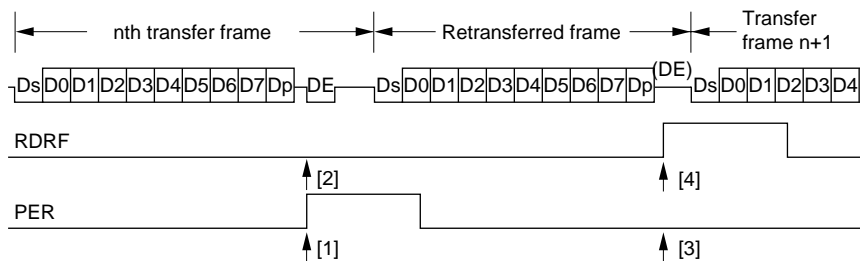 nth transfer frame Retransferred frame Transfer frame n+1
Ds D0 D1 D2 D3 D4 D5 D6 D7 Dp DE Ds D0 D1 D2 D3 D4 D5 D6 D7 Dp (DE) Ds D0 D1 D2 D3 D4
RDRF
[2] [4]
PER
[1] [3]